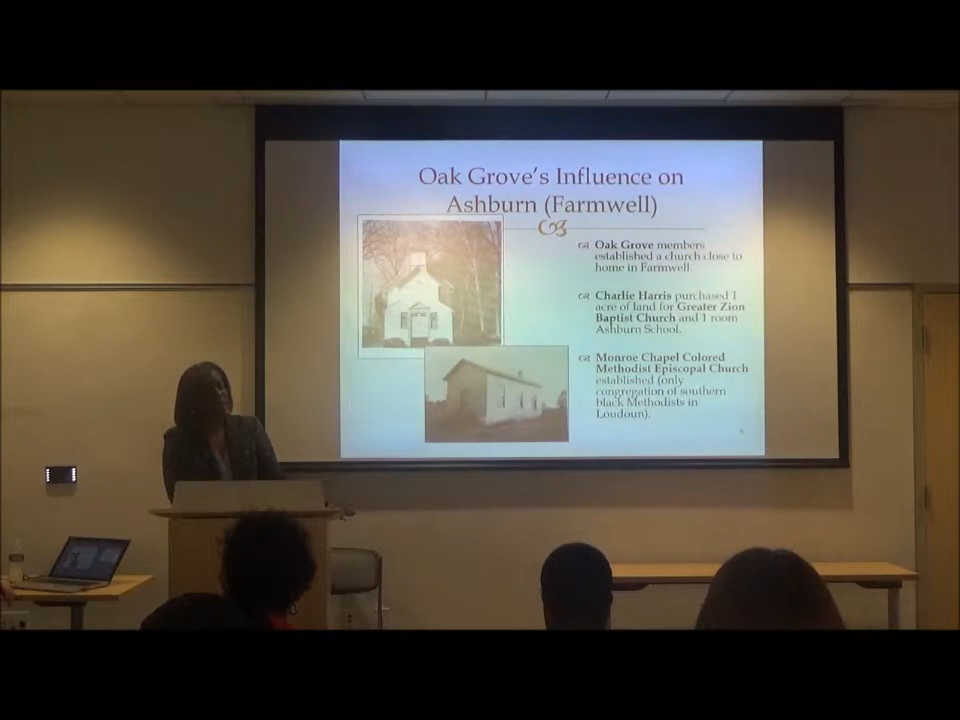 Oak Grove's Influence on
Ashburn (Farmwell)
Oak Grove members
established a church close to
home in Farmwell.
Charlie Harris purchased 1
acre of land for Greater Zion
Baptist Church and 1 room
Ashburn School.
Monroe Chapel Colored
Methodist Episcopal Church
established (only
congregation of southern
black Methodists in
Loudoun).